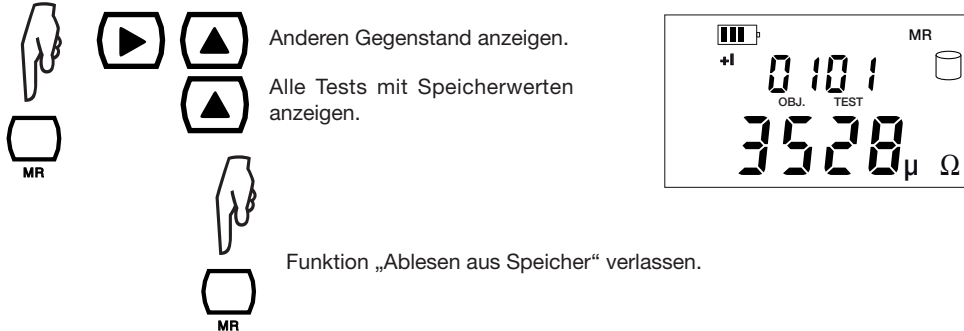 Anderen Gegenstand anzeigen.
Alle Tests mit Speicherwerten
anzeigen.
MR
MR
+I
0101
OBJ. TEST
3528 µ Ω
Funktion „Ablesen aus Speicher“ verlassen.
MR